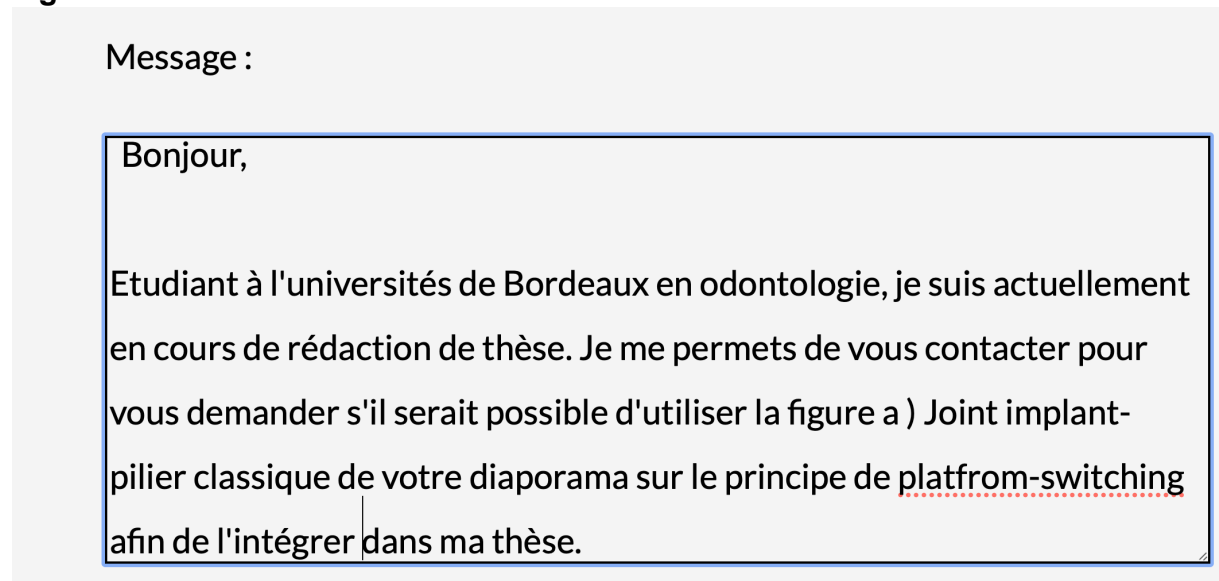 Message :
Bonjour,
Etudiant à l'universités de Bordeaux en odontologie, je suis actuellement
en cours de rédaction de thèse. Je me permets de vous contacter pour
vous demander s'il serait possible d'utiliser la figure a ) Joint implant-
pilier classique de votre diaporama sur le principe de platfrom-switching
afin de l'intégrer dans ma thèse.